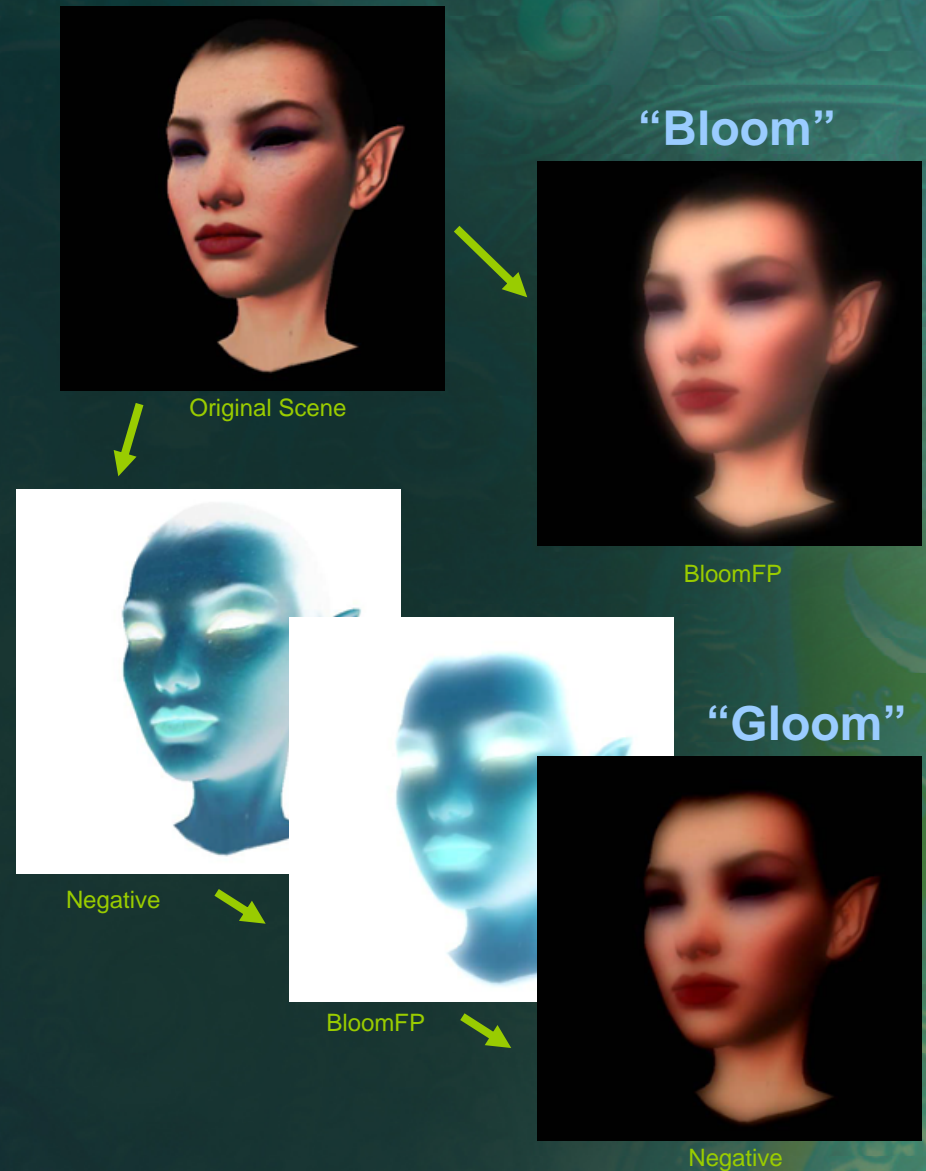 “Bloom”
Original Scene
BloomFP
“Gloom”
Negative
BloomFP
Negative